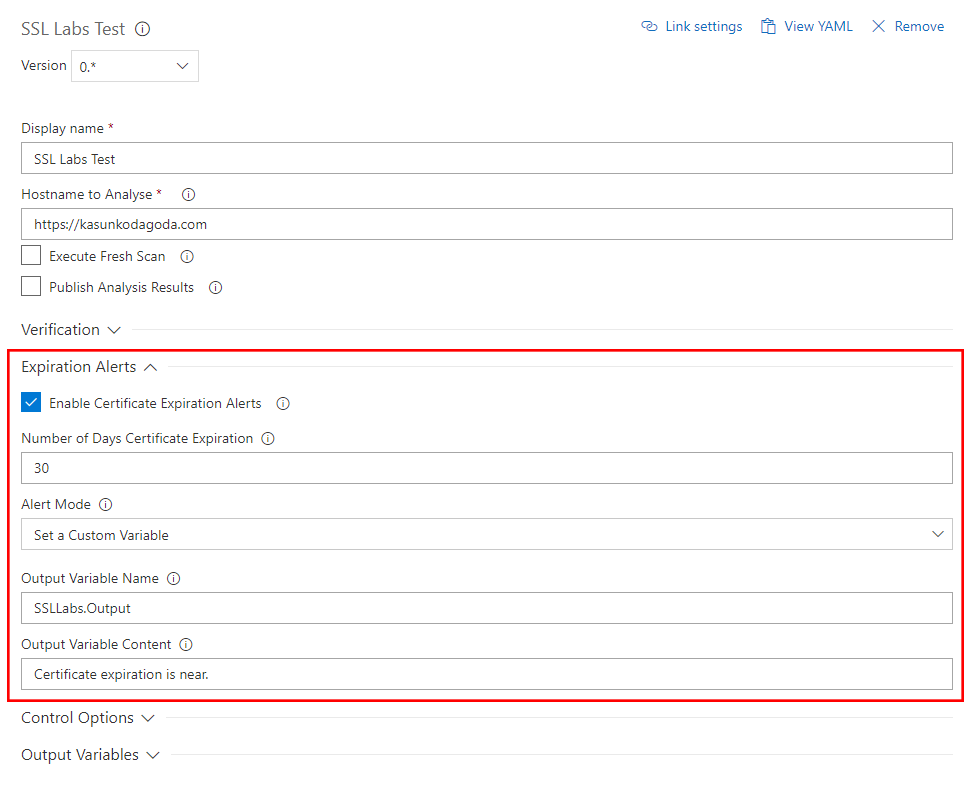 SSL Labs Test
Link settings View YAML Remove
Version 0.*
Display name *
SSL Labs Test
Hostname to Analyse *
https://kasunkodagoda.com
Execute Fresh Scan
Publish Analysis Results
Verification
Expiration Alerts
Enable Certificate Expiration Alerts
Number of Days Certificate Expiration
30
Alert Mode
Set a Custom Variable
Output Variable Name
SSLLabs.Output
Output Variable Content
Certificate expiration is near.
Control Options
Output Variables